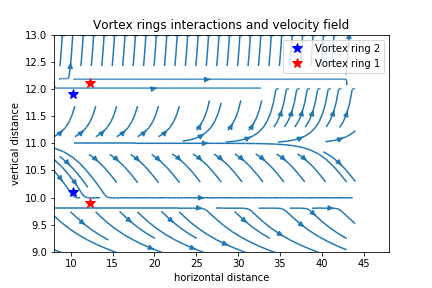 Vortex rings interactions and velocity field
Vortex ring 2
Vortex ring 1
vertical distance
13.0
12.5
12.0
11.5
11.0
10.5
10.0
9.5
9.0
10 15 20 25 30 35 40 45
horizontal distance